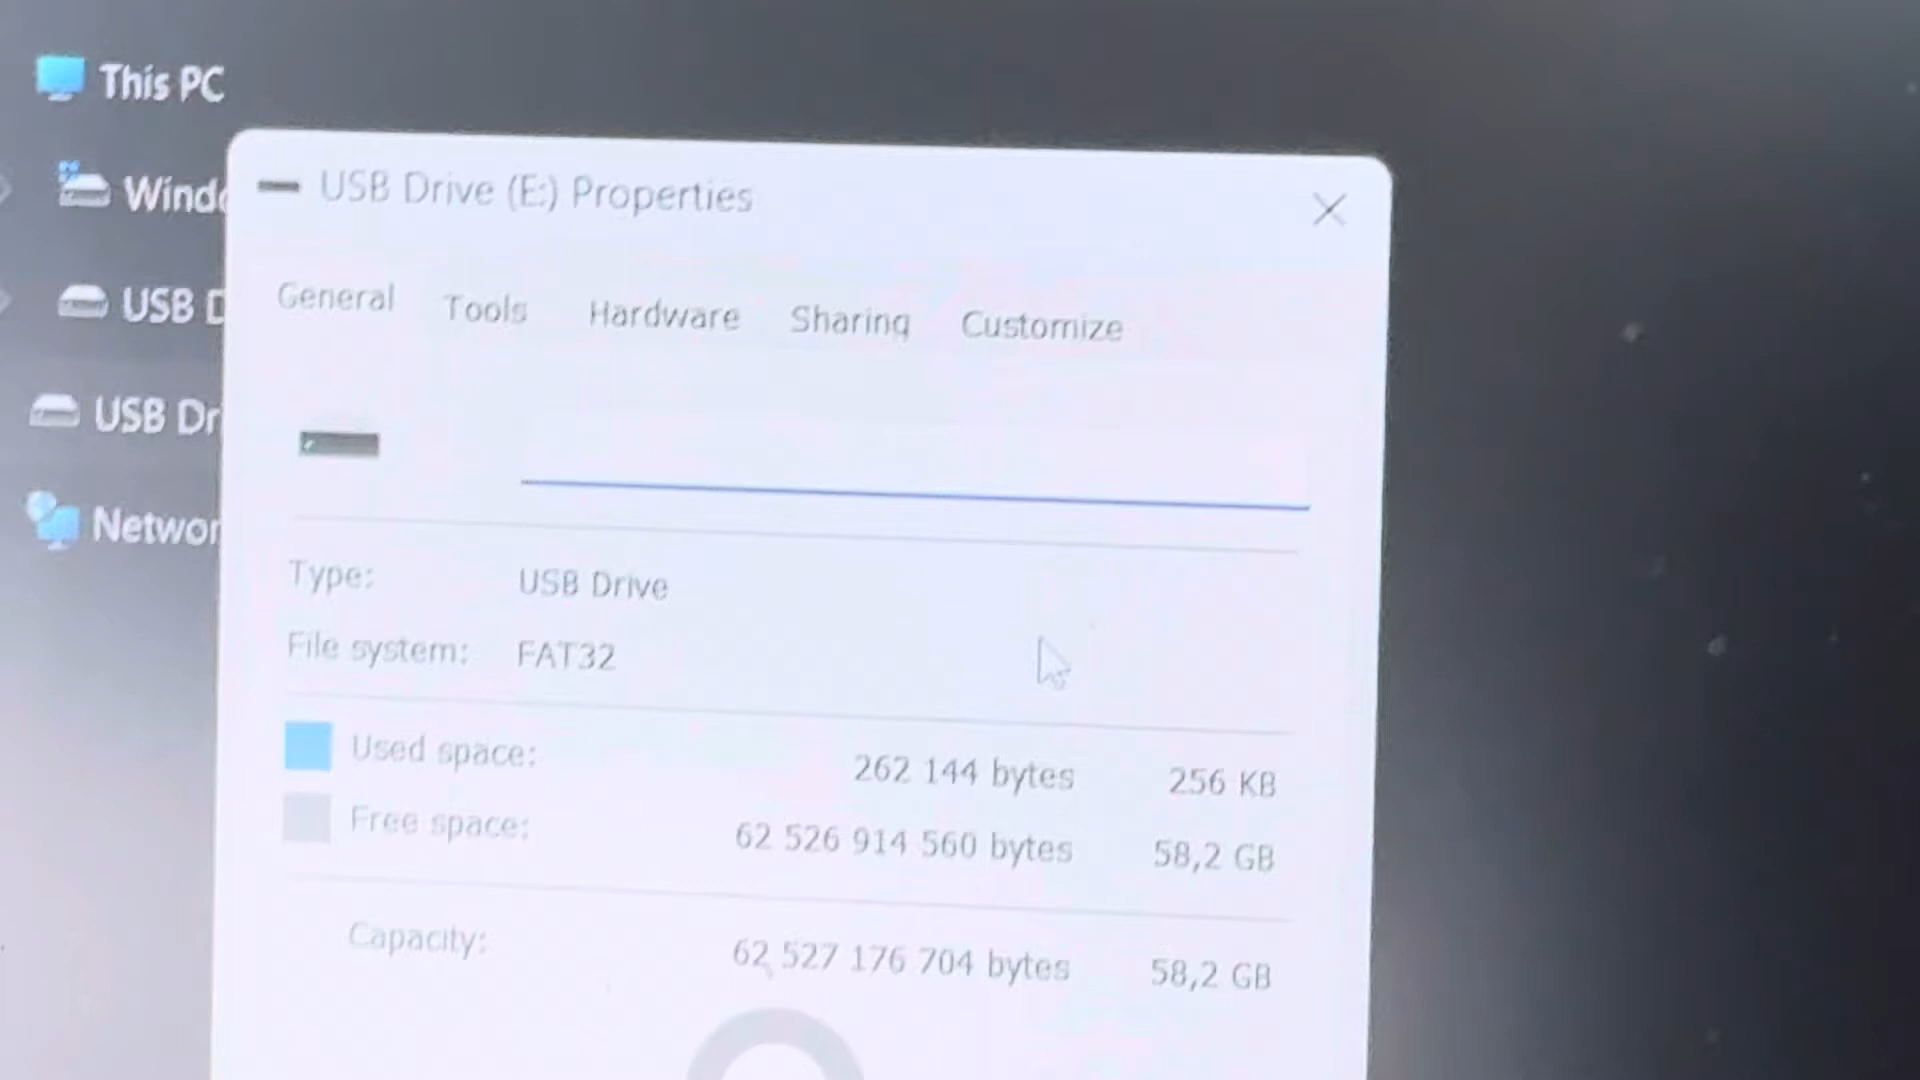 This PC
Windo
USB D
USB Dr
Networ
USB Drive (E:) Properties
General Tools Hardware Sharing Customize
Type: USB Drive
File system: FAT32
Used space: 262 144 bytes 256 KB
Free space: 62 526 914 560 bytes 58,2 GB
Capacity: 62 527 176 704 bytes 58,2 GB